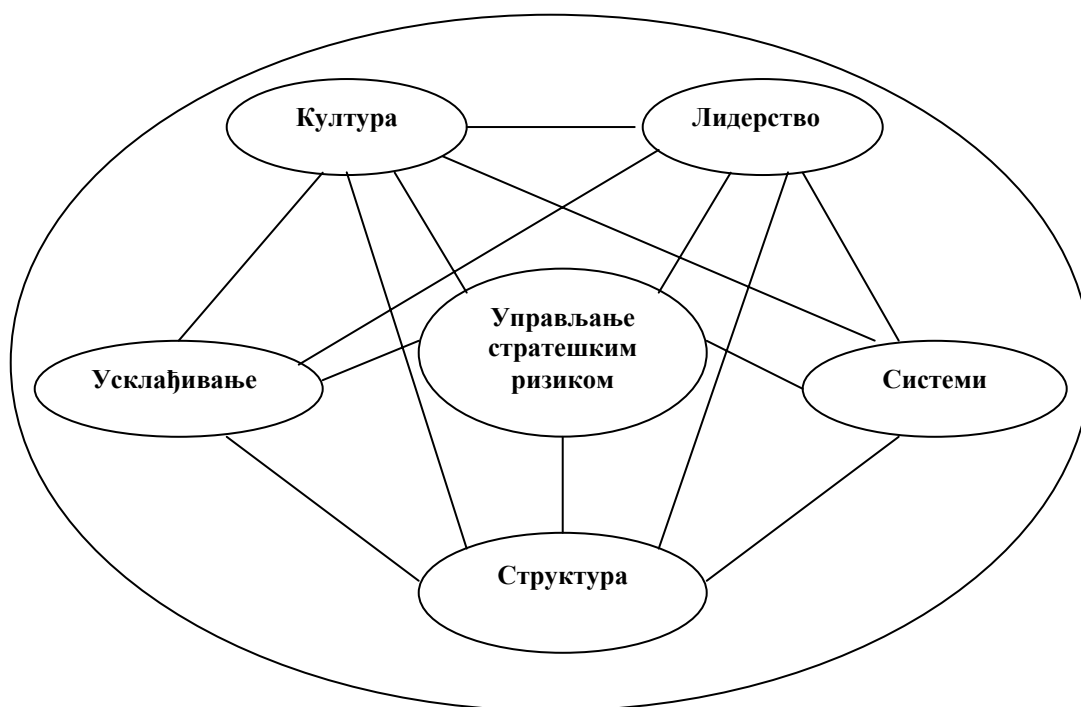 Култура
Лидерство
Управљање
стратешким
ризиком
Усклађивање
Системи
Структура